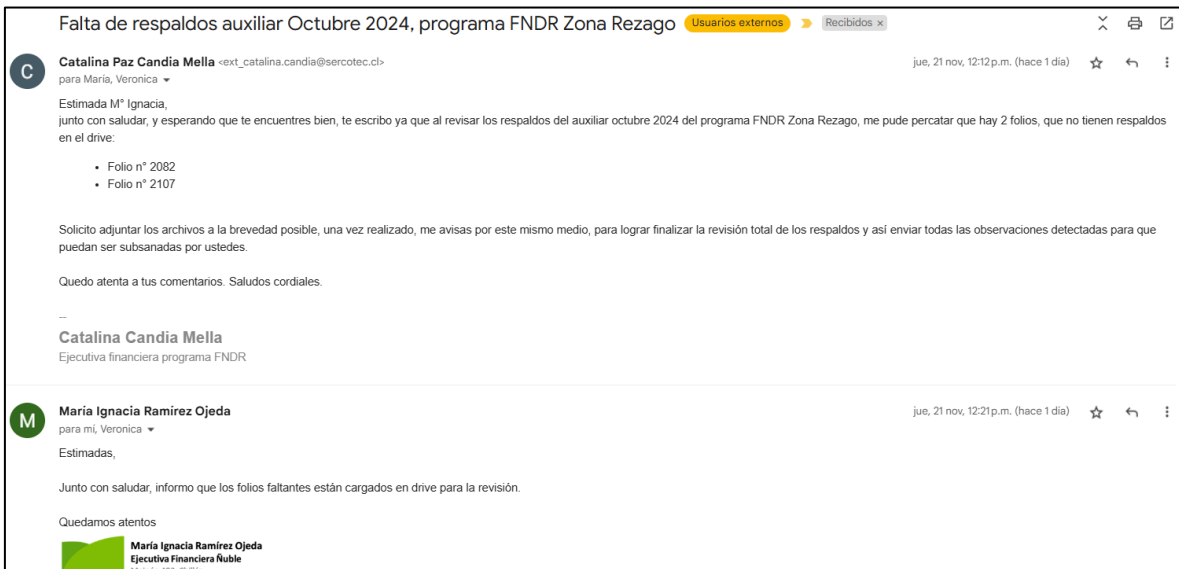 Falta de respaldos auxiliar Octubre 2024, programa FNDR Zona Rezago Usuarios externos Recibidos ×
C
Catalina Paz Candia Mella <ext_catalina.candia@sercotec.cl> jue, 21 nov, 12:12 p.m. (hace 1 día)
para María, Veronica
Estimada M° Ignacia,
junto con saludar, y esperando que te encuentres bien, te escribo ya que al revisar los respaldos del auxiliar octubre 2024 del programa FNDR Zona Rezago, me pude percatar que hay 2 folios, que no tienen respaldos
en el drive:
• Folio n° 2082
• Folio n° 2107
Solicito adjuntar los archivos a la brevedad posible, una vez realizado, me avisas por este mismo medio, para lograr finalizar la revisión total de los respaldos y así enviar todas las observaciones detectadas para que
puedan ser subsanadas por ustedes.
Quedo atenta a tus comentarios. Saludos cordiales.
--
Catalina Candia Mella
Ejecutiva financiera programa FNDR
M
María Ignacia Ramírez Ojeda jue, 21 nov, 12:21 p.m. (hace 1 día)
para mí, Veronica
Estimadas,
Junto con saludar, informo que los folios faltantes están cargados en drive para la revisión.
Quedamos atentos
María Ignacia Ramírez Ojeda
Ejecutiva Financiera Ñuble